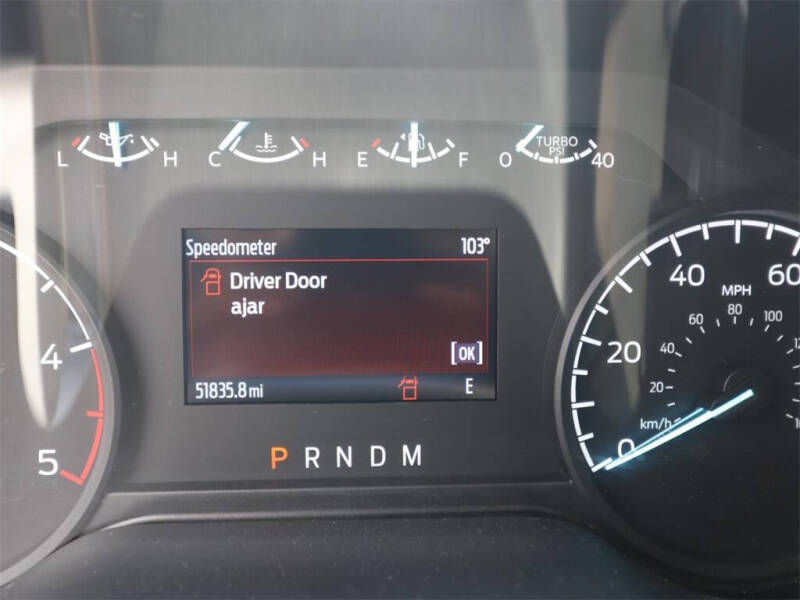 L H C H E F 0 TURBO PSI 40
Speedometer 103°
Driver Door
ajar
[OK]
51835.8 mi E
P R N D M
4
5
0 20 40 60
MPH
km/h 20 40 60 80 100